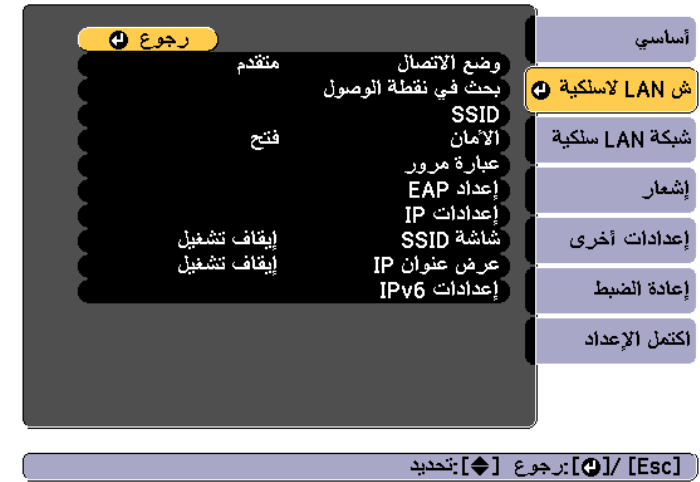 أساسي
ش LAN لاسلكية
شبكة LAN سلكية
إشعار
إعدادات أخرى
إعادة الضبط
اكتمل الإعداد
رجوع
وضع الاتصال متقدم
بحث في نقطة الوصول
SSID
الأمان فتح
عبارة مرور
إعداد EAP
إعدادات IP
شاشة SSID إيقاف تشغيل
عرض عنوان IP إيقاف تشغيل
إعدادات IPv6
[Esc] /[]:رجوع []:تحديد